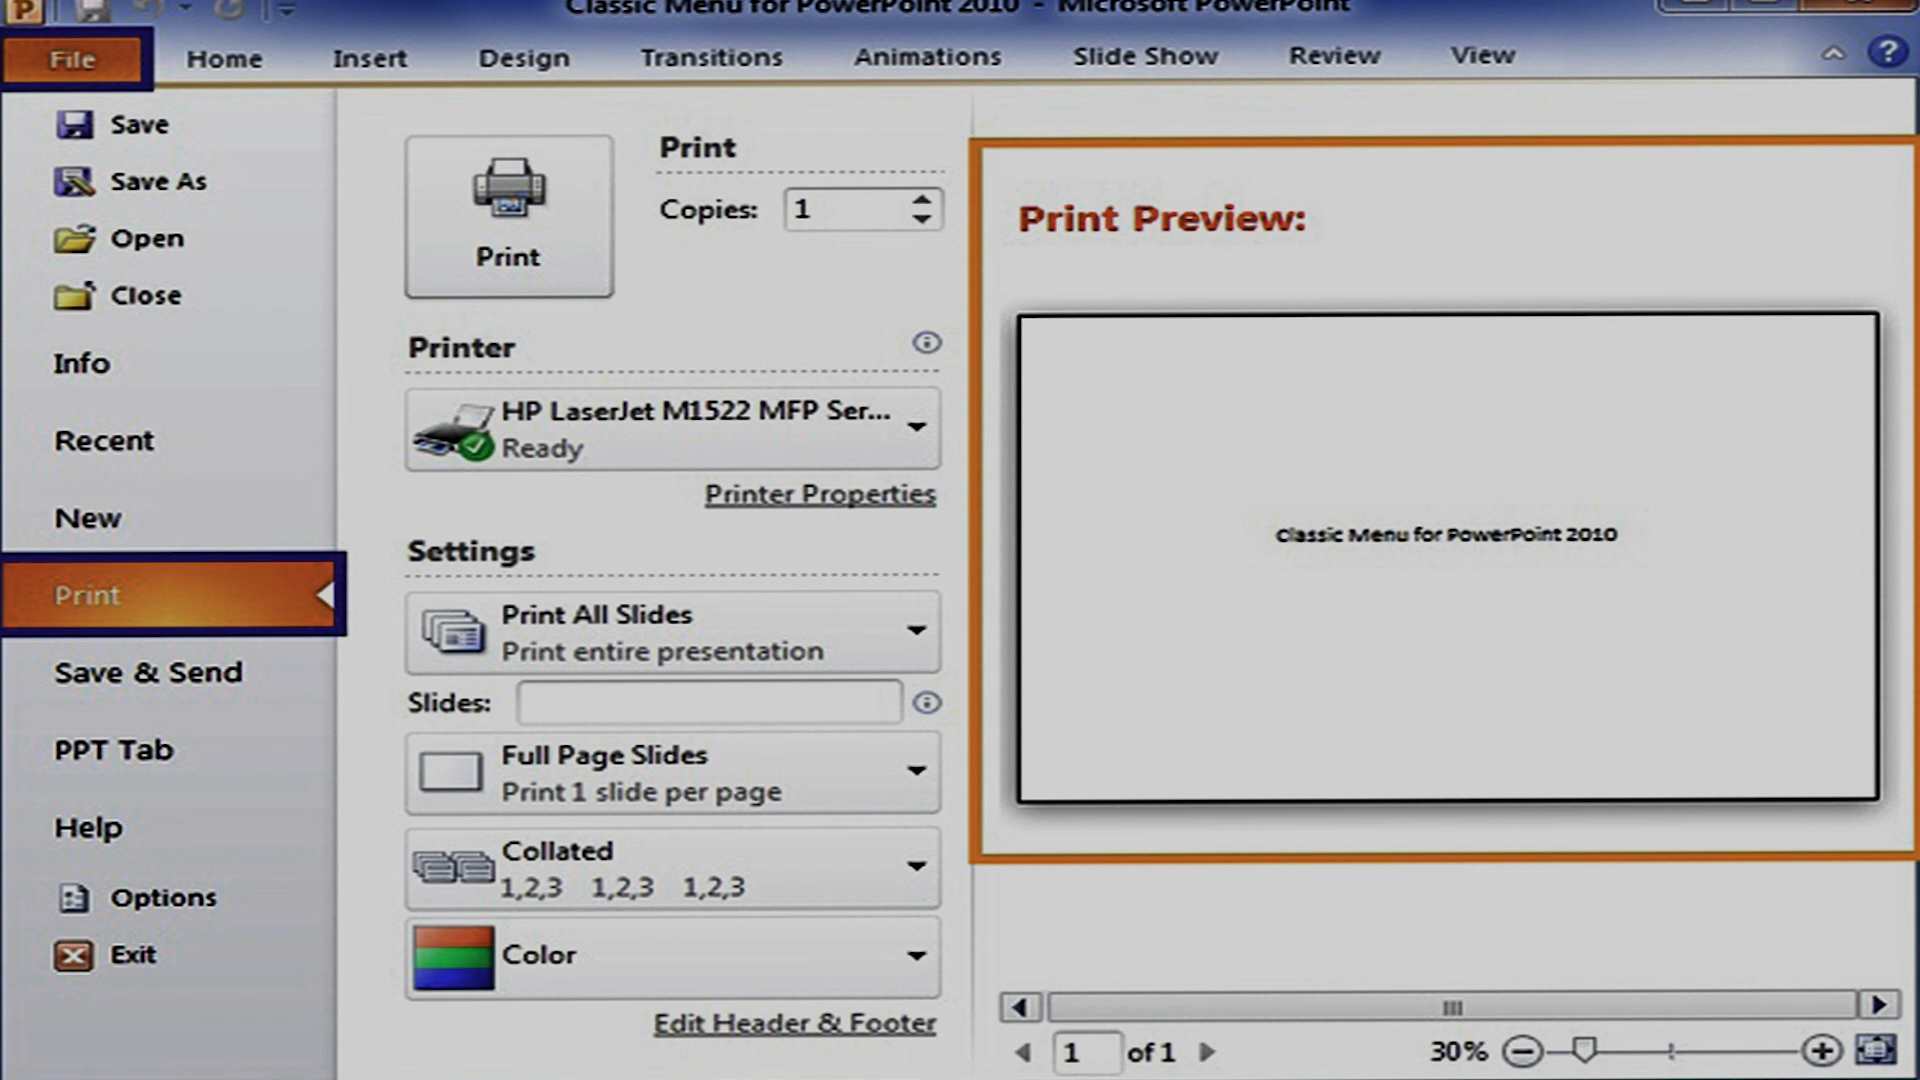 Classic Menu for PowerPoint 2010 - Microsoft PowerPoint
File Home Insert Design Transitions Animations Slide Show Review View
Save
Save As
Open
Close
Info
Recent
New
Print
Save & Send
PPT Tab
Help
Options
Exit
Print
Print
Copies: 1
Printer
HP LaserJet M1522 MFP Ser...
Ready
Printer Properties
Settings
Print All Slides
Print entire presentation
Slides:
Full Page Slides
Print 1 slide per page
Collated
1,2,3 1,2,3 1,2,3
Color
Edit Header & Footer
Print Preview:
Classic Menu for PowerPoint 2010
1 of 1
30%